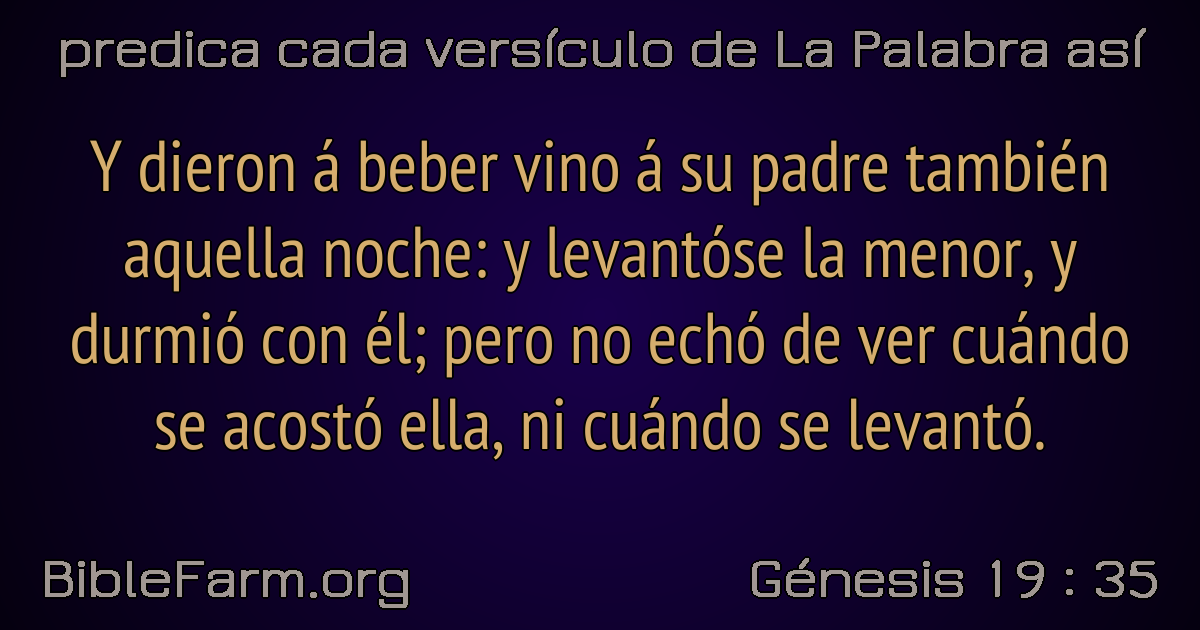 predica cada versículo de La Palabra así
Y dieron á beber vino á su padre también
aquella noche: y levantóse la menor, y
durmió con él; pero no echó de ver cuándo
se acostó ella, ni cuándo se levantó.
BibleFarm.org
Génesis 19 : 35